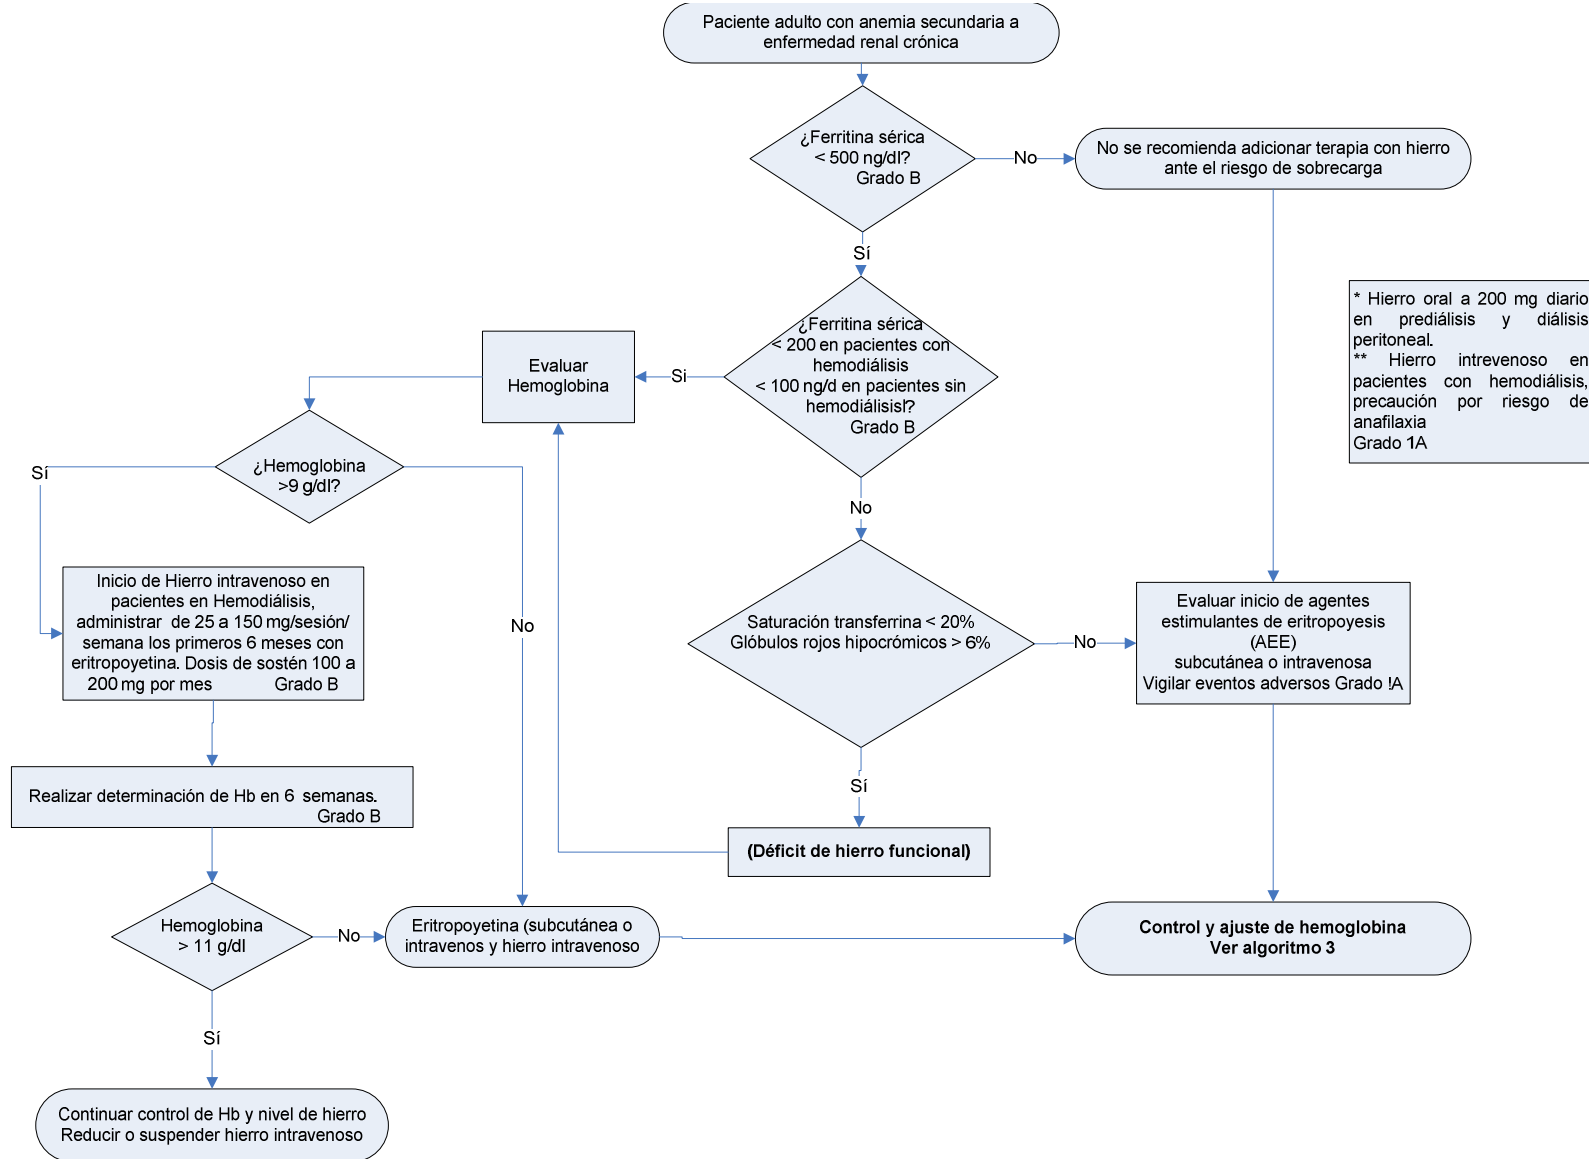 Paciente adulto con anemia secundaria a
enfermedad renal crónica
¿Ferritina sérica
< 500 ng/dl?
Grado B
No
No se recomienda adicionar terapia con hierro
ante el riesgo de sobrecarga
Sí
* Hierro oral a 200 mg diario
en prediálisis y diálisis
peritoneal.
** Hierro intrevenoso en
pacientes con hemodiálisis,
precaución por riesgo de
anafilaxia
Grado 1A
¿Ferritina sérica
< 200 en pacientes con
hemodiálisis
< 100 ng/d en pacientes sin
hemodiálisisl?
Grado B
Si
Evaluar
Hemoglobina
¿Hemoglobina
>9 g/dl?
Sí
No
No
Inicio de Hierro intravenoso en
pacientes en Hemodiálisis,
administrar de 25 a 150 mg/sesión/
semana los primeros 6 meses con
eritropoyetina. Dosis de sostén 100 a
200 mg por mes Grado B
Saturación transferrina < 20%
Glóbulos rojos hipocrómicos > 6%
No
Evaluar inicio de agentes
estimulantes de eritropoyesis
(AEE)
subcutánea o intravenosa
Vigilar eventos adversos Grado !A
Sí
Realizar determinación de Hb en 6 semanas.
Grado B
(Déficit de hierro funcional)
Hemoglobina
> 11 g/dl
No
Eritropoyetina (subcutánea o
intravenos y hierro intravenoso
Control y ajuste de hemoglobina
Ver algoritmo 3
Sí
Continuar control de Hb y nivel de hierro
Reducir o suspender hierro intravenoso